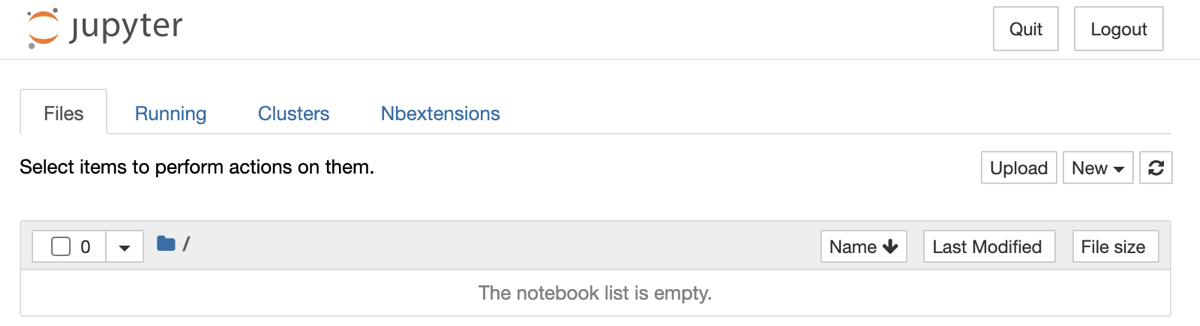 jupyter
Quit Logout
Files Running Clusters Nbextensions
Select items to perform actions on them.
Upload New
0 / Name Last Modified File size
The notebook list is empty.